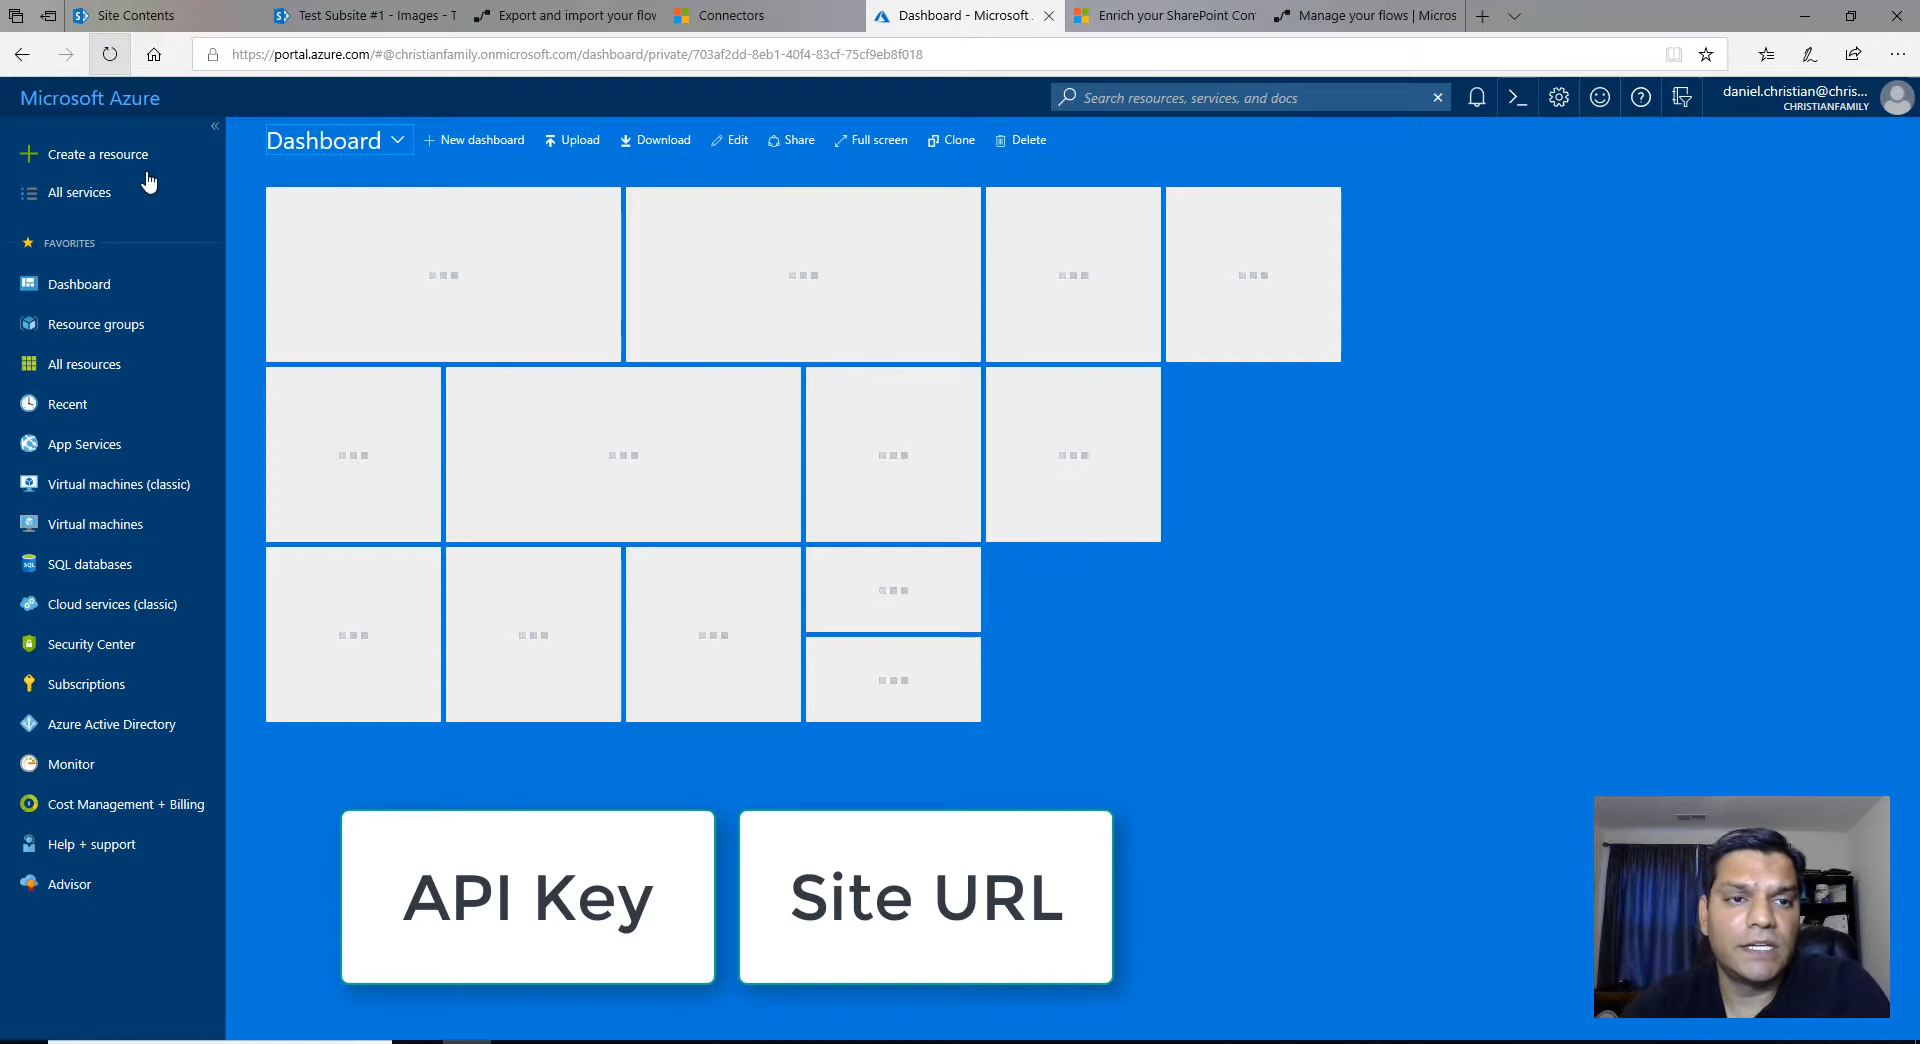 Site Contents
Test Subsite #1 - Images - T
Export and import your flow
Connectors
Dashboard - Microsoft
Enrich your SharePoint Con
Manage your flows | Micros
https://portal.azure.com/#@christianfamily.onmicrosoft.com/dashboard/private/703af2dd-8eb1-40f4-83cf-75cf9eb8f018
Microsoft Azure
Search resources, services, and docs
daniel.christian@chris...
CHRISTIANFAMILY
Create a resource
All services
FAVORITES
Dashboard
Resource groups
All resources
Recent
App Services
Virtual machines (classic)
Virtual machines
SQL databases
Cloud services (classic)
Security Center
Subscriptions
Azure Active Directory
Monitor
Cost Management + Billing
Help + support
Advisor
Dashboard
New dashboard
Upload
Download
Edit
Share
Full screen
Clone
Delete
API Key
Site URL